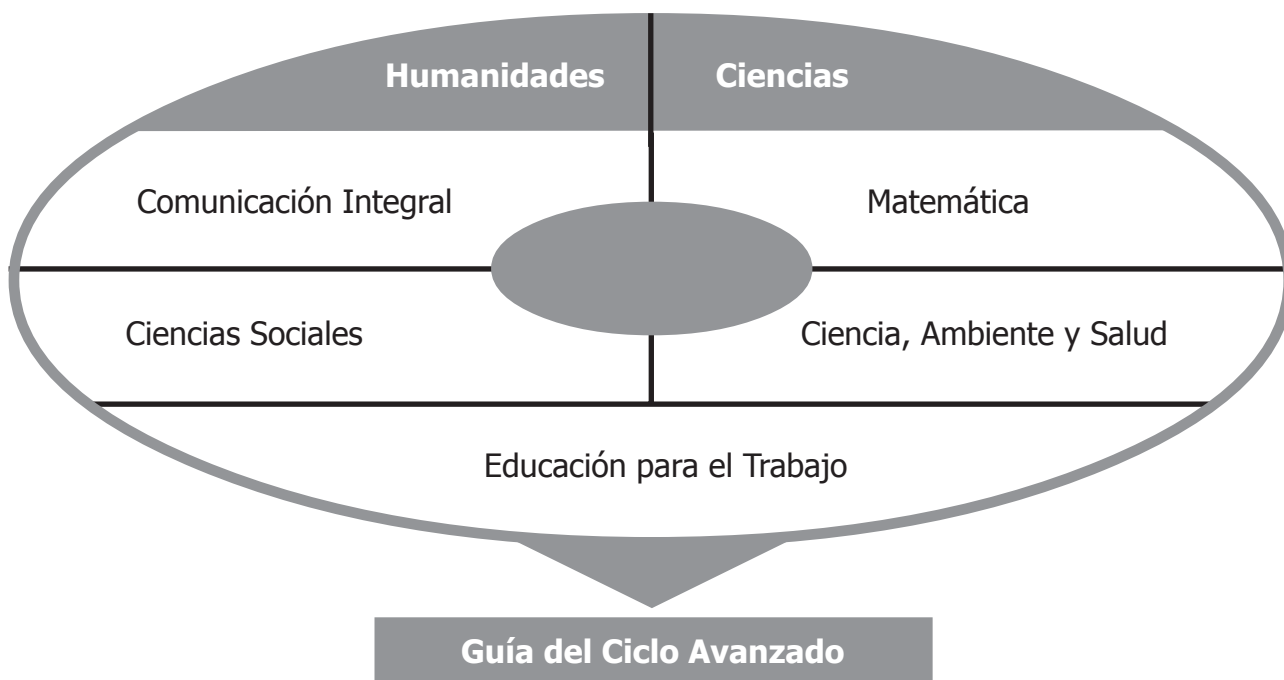 Humanidades
Ciencias
Comunicación Integral
Matemática
Ciencias Sociales
Ciencia, Ambiente y Salud
Educación para el Trabajo
Guía del Ciclo Avanzado